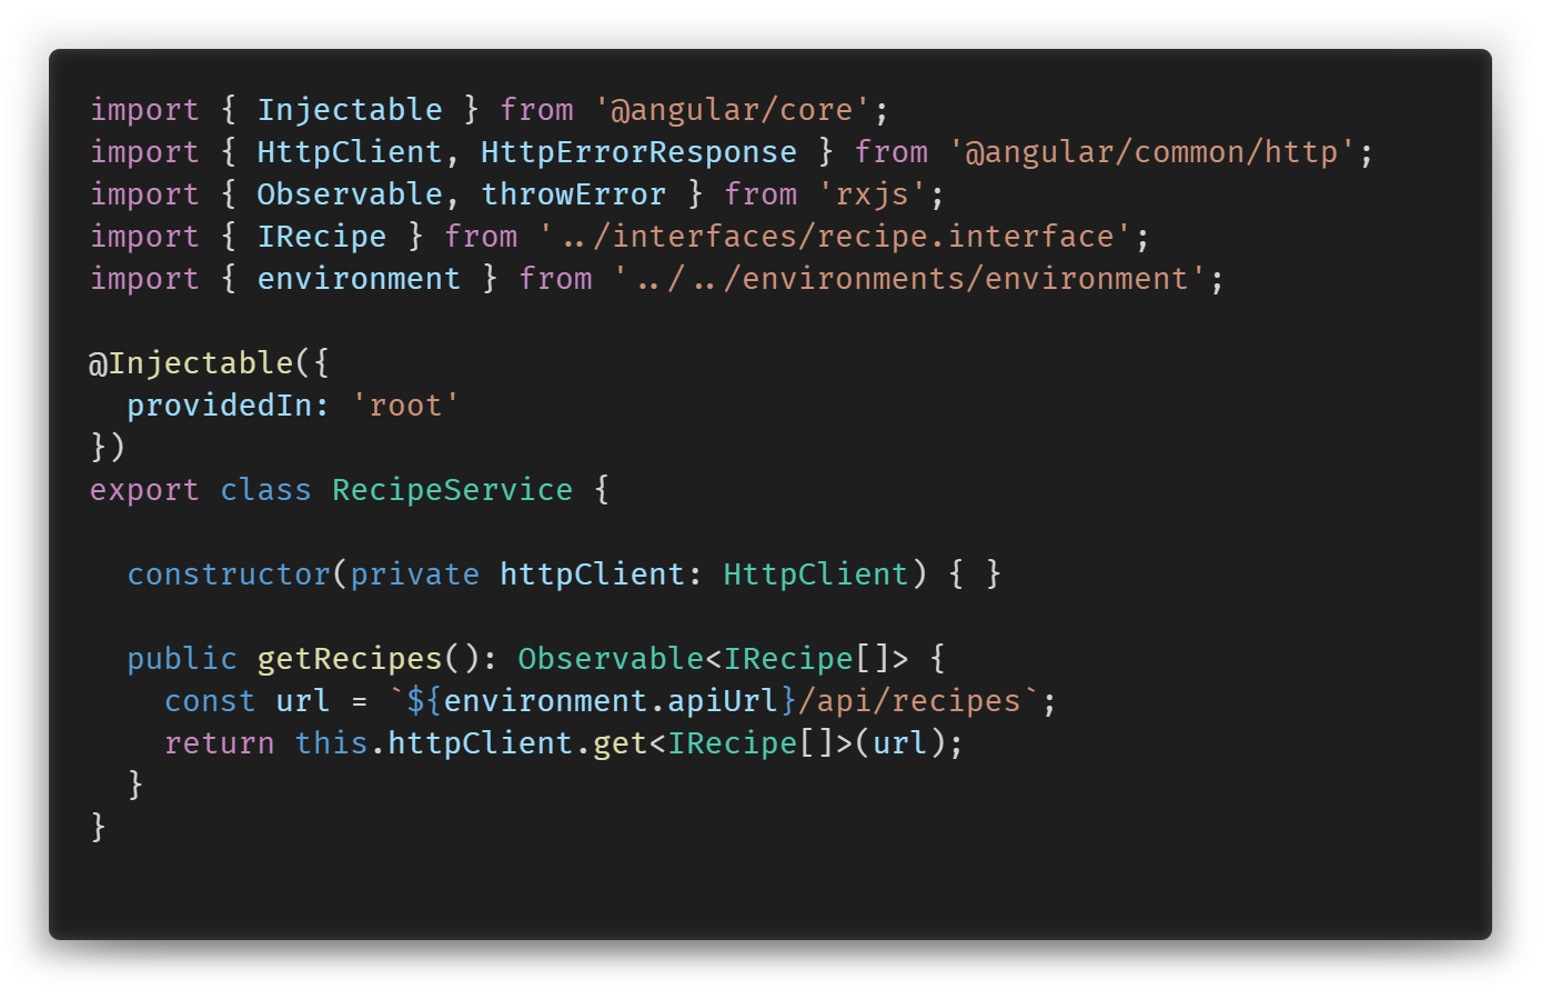 import { Injectable } from '@angular/core';
import { HttpClient, HttpErrorResponse } from '@angular/common/http';
import { Observable, throwError } from 'rxjs';
import { IRecipe } from '../interfaces/recipe.interface';
import { environment } from '../../environments/environment';

@Injectable({
  providedIn: 'root'
})
export class RecipeService {

  constructor(private httpClient: HttpClient) { }

  public getRecipes(): Observable<IRecipe[]> {
    const url = `${environment.apiUrl}/api/recipes`;
    return this.httpClient.get<IRecipe[]>(url);
  }
}